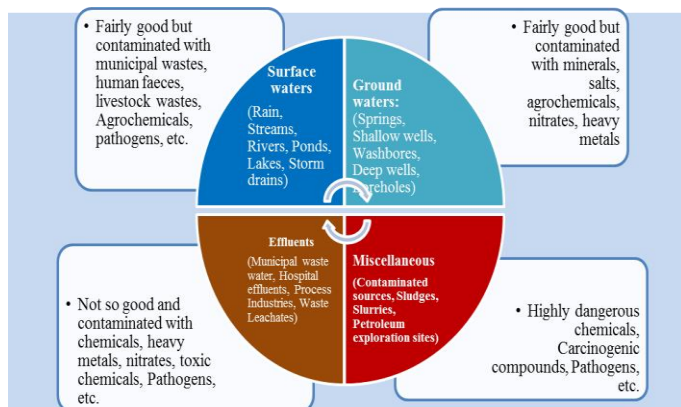 • Fairly good but
contaminated with
municipal wastes,
human faeces,
livestock wastes,
Agrochemicals,
pathogens, etc.
Surface
waters
(Rain,
Streams,
Rivers, Ponds,
Lakes, Storm
drains)
Ground
waters:
(Springs,
Shallow wells,
Washbores,
Deep wells,
Boreholes)
• Fairly good but
contaminated
with minerals,
salts,
agrochemicals,
nitrates, heavy
metals
• Not so good and
contaminated with
chemicals, heavy
metals, nitrates, toxic
chemicals, Pathogens,
etc.
Effluents
(Municipal waste
water, Hospital
effluents, Process
Industries, Waste
Leachates)
Miscellaneous
(Contaminated
sources, Sludges,
Slurries,
Petroleum
exploration sites)
• Highly dangerous
chemicals,
Carcinogenic
compounds, Pathogens,
etc.